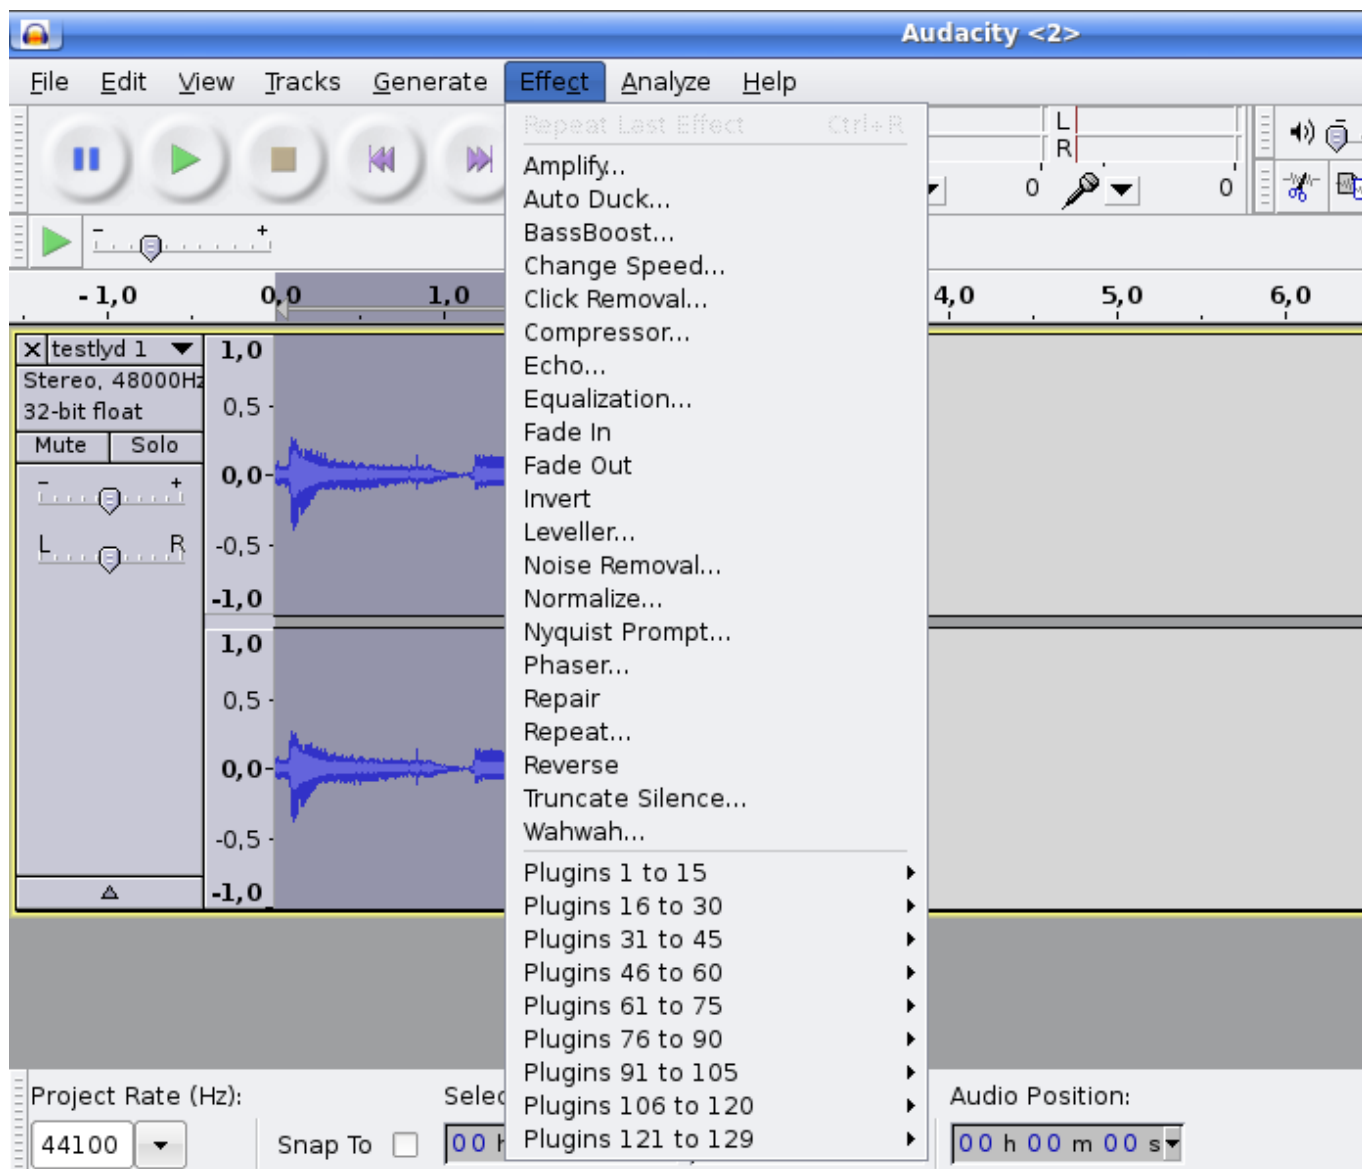 Audacity <2>
File Edit View Tracks Generate Effect Analyze Help
Repeat Last Effect Ctrl+R
Amplify...
Auto Duck...
BassBoost...
Change Speed...
Click Removal...
Compressor...
Echo...
Equalization...
Fade In
Fade Out
Invert
Leveller...
Noise Removal...
Normalize...
Nyquist Prompt...
Phaser...
Repair
Repeat...
Reverse
Truncate Silence...
Wahwah...
Plugins 1 to 15
Plugins 16 to 30
Plugins 31 to 45
Plugins 46 to 60
Plugins 61 to 75
Plugins 76 to 90
Plugins 91 to 105
Plugins 106 to 120
Plugins 121 to 129
L
R
0 0
- +
- 1,0 0,0 1,0 4,0 5,0 6,0
X testlyd 1
Stereo, 48000Hz
32-bit float
Mute Solo
- +
L R
1,0
0,5
0,0
-0,5
-1,0
1,0
0,5
0,0
-0,5
-1,0
Project Rate (Hz):
44100
Snap To
Selec
00 h
Audio Position:
00 h 00 m 00 s